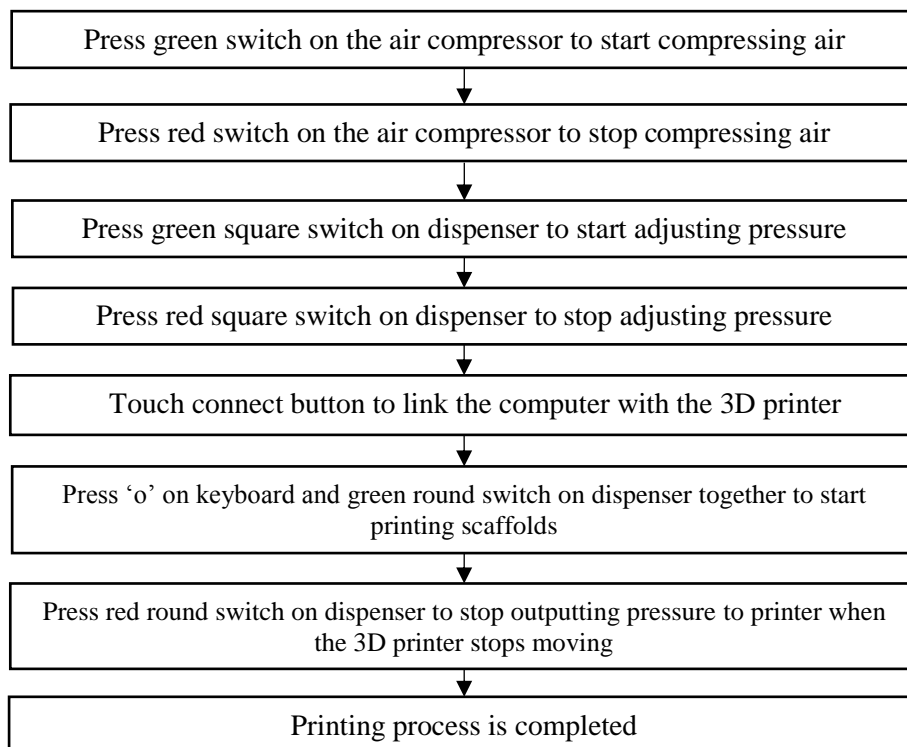 Press green switch on the air compressor to start compressing air
Press red switch on the air compressor to stop compressing air
Press green square switch on dispenser to start adjusting pressure
Press red square switch on dispenser to stop adjusting pressure
Touch connect button to link the computer with the 3D printer
Press ‘o’ on keyboard and green round switch on dispenser together to start
printing scaffolds
Press red round switch on dispenser to stop outputting pressure to printer when
the 3D printer stops moving
Printing process is completed